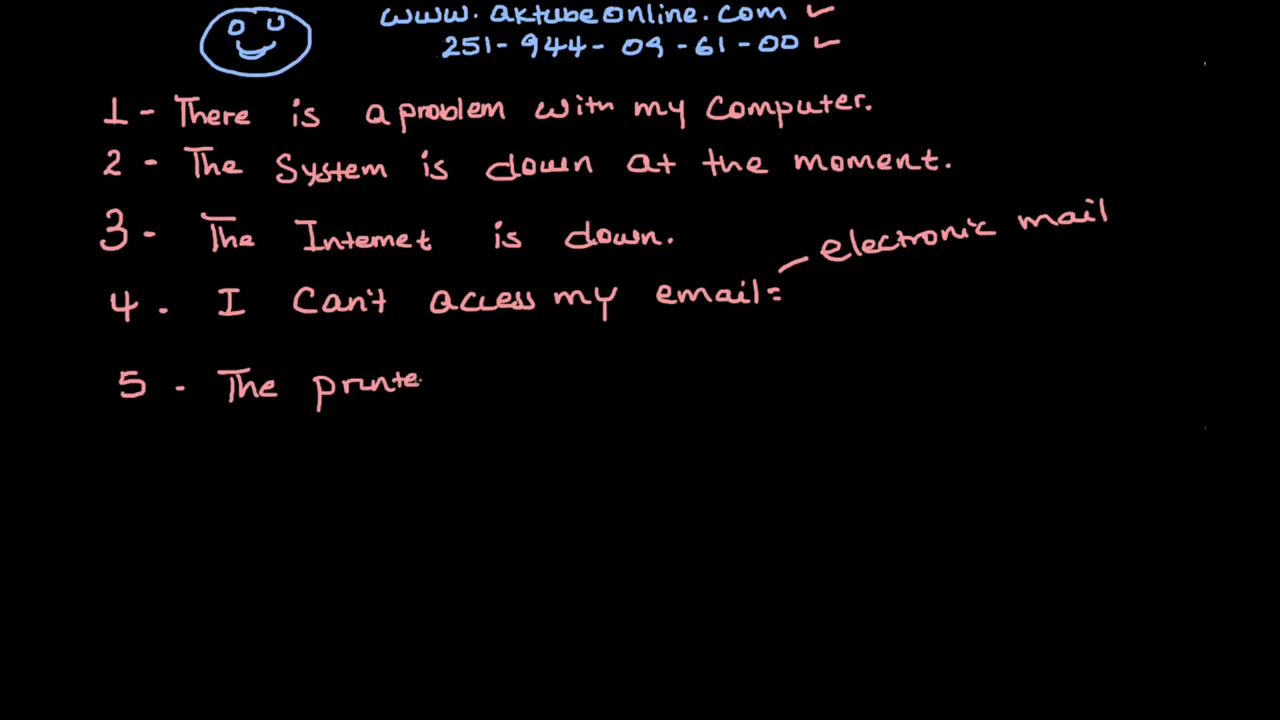 www.aktubeonline.com
251-944-09-61-00
1- There is a problem with my computer.
2- The System is down at the moment.
3- The Internet is down.
4. I Can't access my email= electronic mail
5- The printe